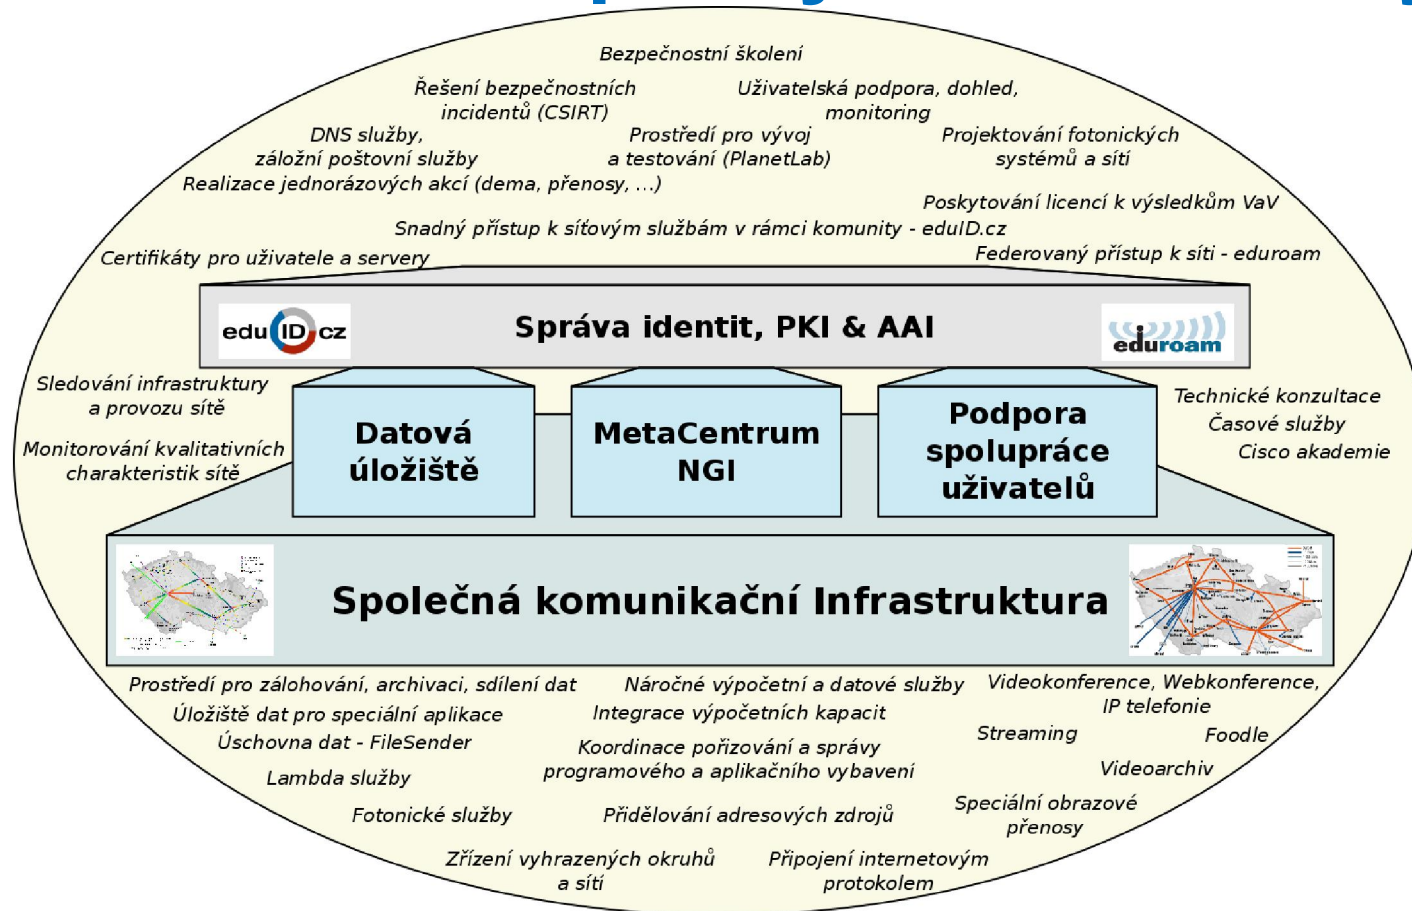 Bezpečnostní školení
Řešení bezpečnostních
incidentů (CSIRT)
Uživatelská podpora, dohled,
monitoring
DNS služby,
záložní poštovní služby
Prostředí pro vývoj
a testování (PlanetLab)
Projektování fotonických
systémů a sítí
Realizace jednorázových akcí (dema, přenosy, ...)
Poskytování licencí k výsledkům VaV
Snadný přístup k síťovým službám v rámci komunity - eduID.cz
Certifikáty pro uživatele a servery
Federovaný přístup k síti - eduroam
edu ID.cz
Správa identit, PKI & AAI
eduroam
Sledování infrastruktury
a provozu sítě
Monitorování kvalitativních
charakteristik sítě
Datová
úložiště
MetaCentrum
NGI
Podpora
spolupráce
uživatelů
Technické konzultace
Časové služby
Cisco akademie
Společná komunikační Infrastruktura
Prostředí pro zálohování, archivaci, sdílení dat
Úložiště dat pro speciální aplikace
Úschovna dat - FileSender
Lambda služby
Fotonické služby
Náročné výpočetní a datové služby
Integrace výpočetních kapacit
Koordinace pořizování a správy
programového a aplikačního vybavení
Přidělování adresových zdrojů
Videokonference, Webkonference,
IP telefonie
Streaming
Foodle
Videoarchiv
Speciální obrazové
přenosy
Zřízení vyhrazených okruhů
a sítí
Připojení internetovým
protokolem